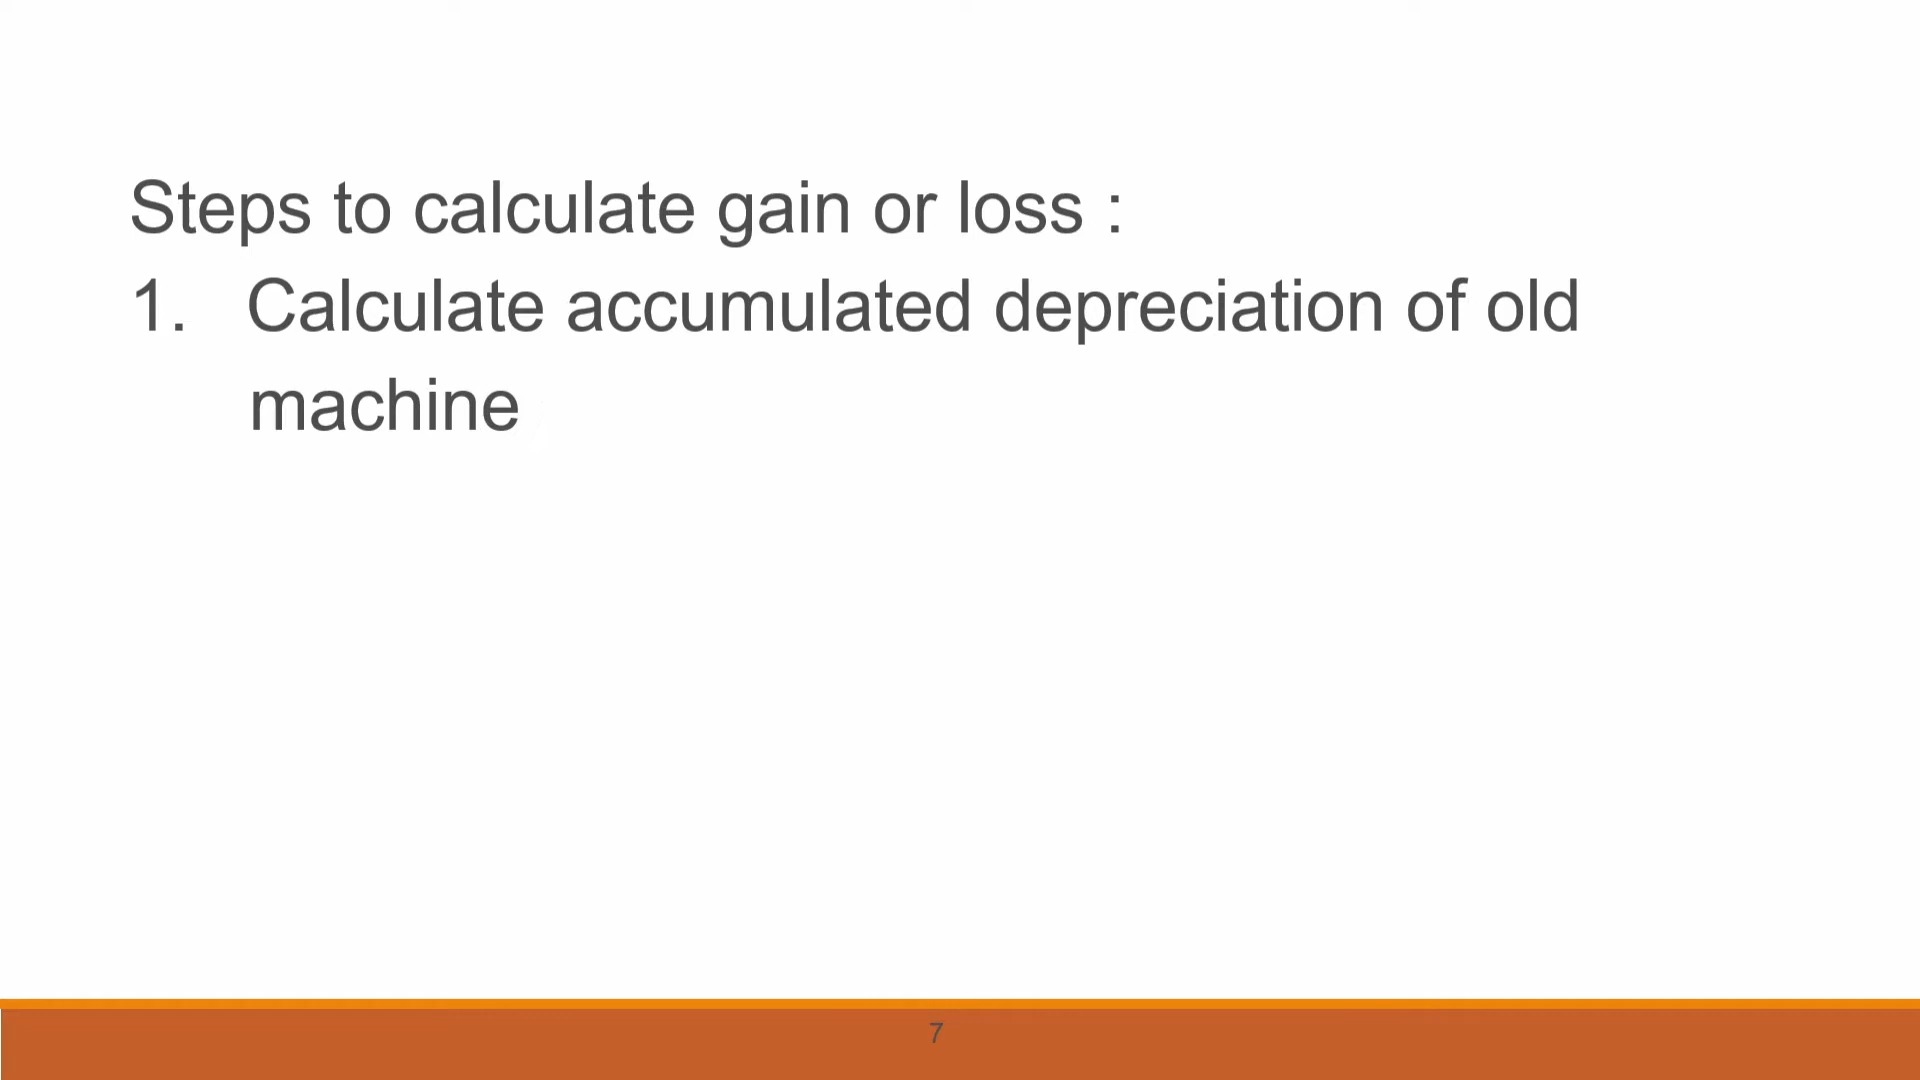 Steps to calculate gain or loss :
1. Calculate accumulated depreciation of old
machine
7